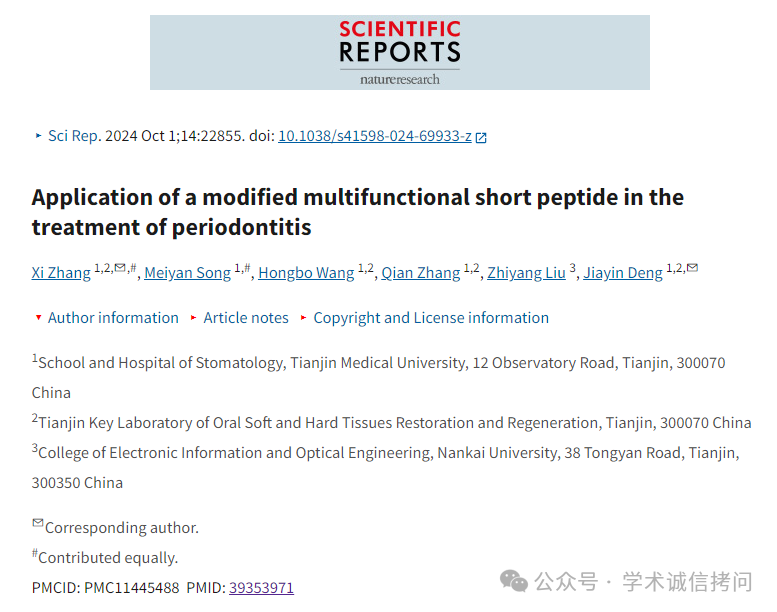 SCIENTIFIC
REPORTS
natureresearch
Sci Rep. 2024 Oct 1;14:22855. doi: 10.1038/s41598-024-69933-z
Application of a modified multifunctional short peptide in the
treatment of periodontitis
Xi Zhang 1,2,✉,#, Meiyan Song 1,#, Hongbo Wang 1,2, Qian Zhang 1,2, Zhiyang Liu 3, Jiayin Deng 1,2,✉
Author information Article notes Copyright and License information
1School and Hospital of Stomatology, Tianjin Medical University, 12 Observatory Road, Tianjin, 300070
China
2Tianjin Key Laboratory of Oral Soft and Hard Tissues Restoration and Regeneration, Tianjin, 300070 China
3College of Electronic Information and Optical Engineering, Nankai University, 38 Tongyan Road, Tianjin,
300350 China
✉Corresponding author.
#Contributed equally.
PMCID: PMC11445488 PMID: 39353971
公众号 · 学术诚信拷问